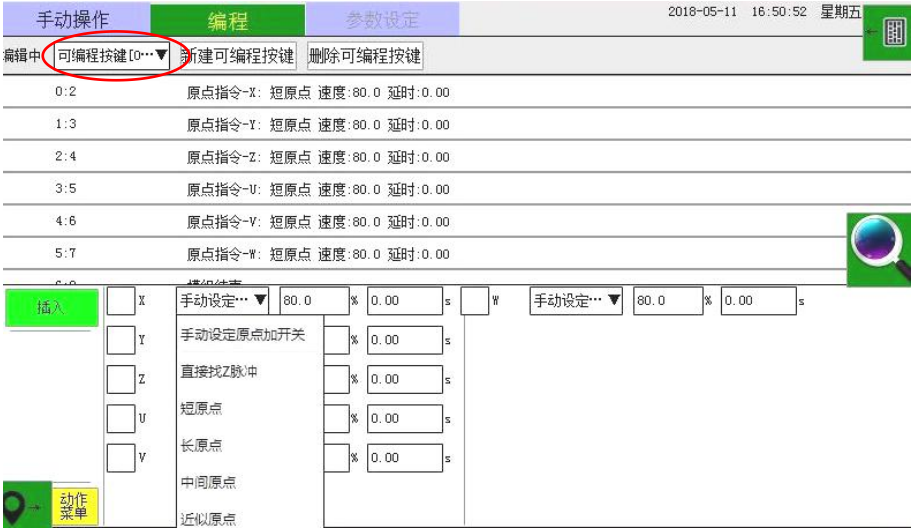 手动操作 编程 参数设定 2018-05-11 16:50:52 星期五
编辑中 可编程按键[0…▼ 新建可编程按键 删除可编程按键
0:2 原点指令-X: 短原点 速度:80.0 延时:0.00
1:3 原点指令-Y: 短原点 速度:80.0 延时:0.00
2:4 原点指令-Z: 短原点 速度:80.0 延时:0.00
3:5 原点指令-U: 短原点 速度:80.0 延时:0.00
4:6 原点指令-V: 短原点 速度:80.0 延时:0.00
5:7 原点指令-W: 短原点 速度:80.0 延时:0.00
插入 X 手动设定… ▼ 80.0 % 0.00 s W 手动设定… ▼ 80.0 % 0.00 s
手动设定原点加开关
Y % 0.00 s
直接找Z脉冲
Z % 0.00 s
短原点
U % 0.00 s
长原点
V % 0.00 s
中间原点
动作
菜单
近似原点